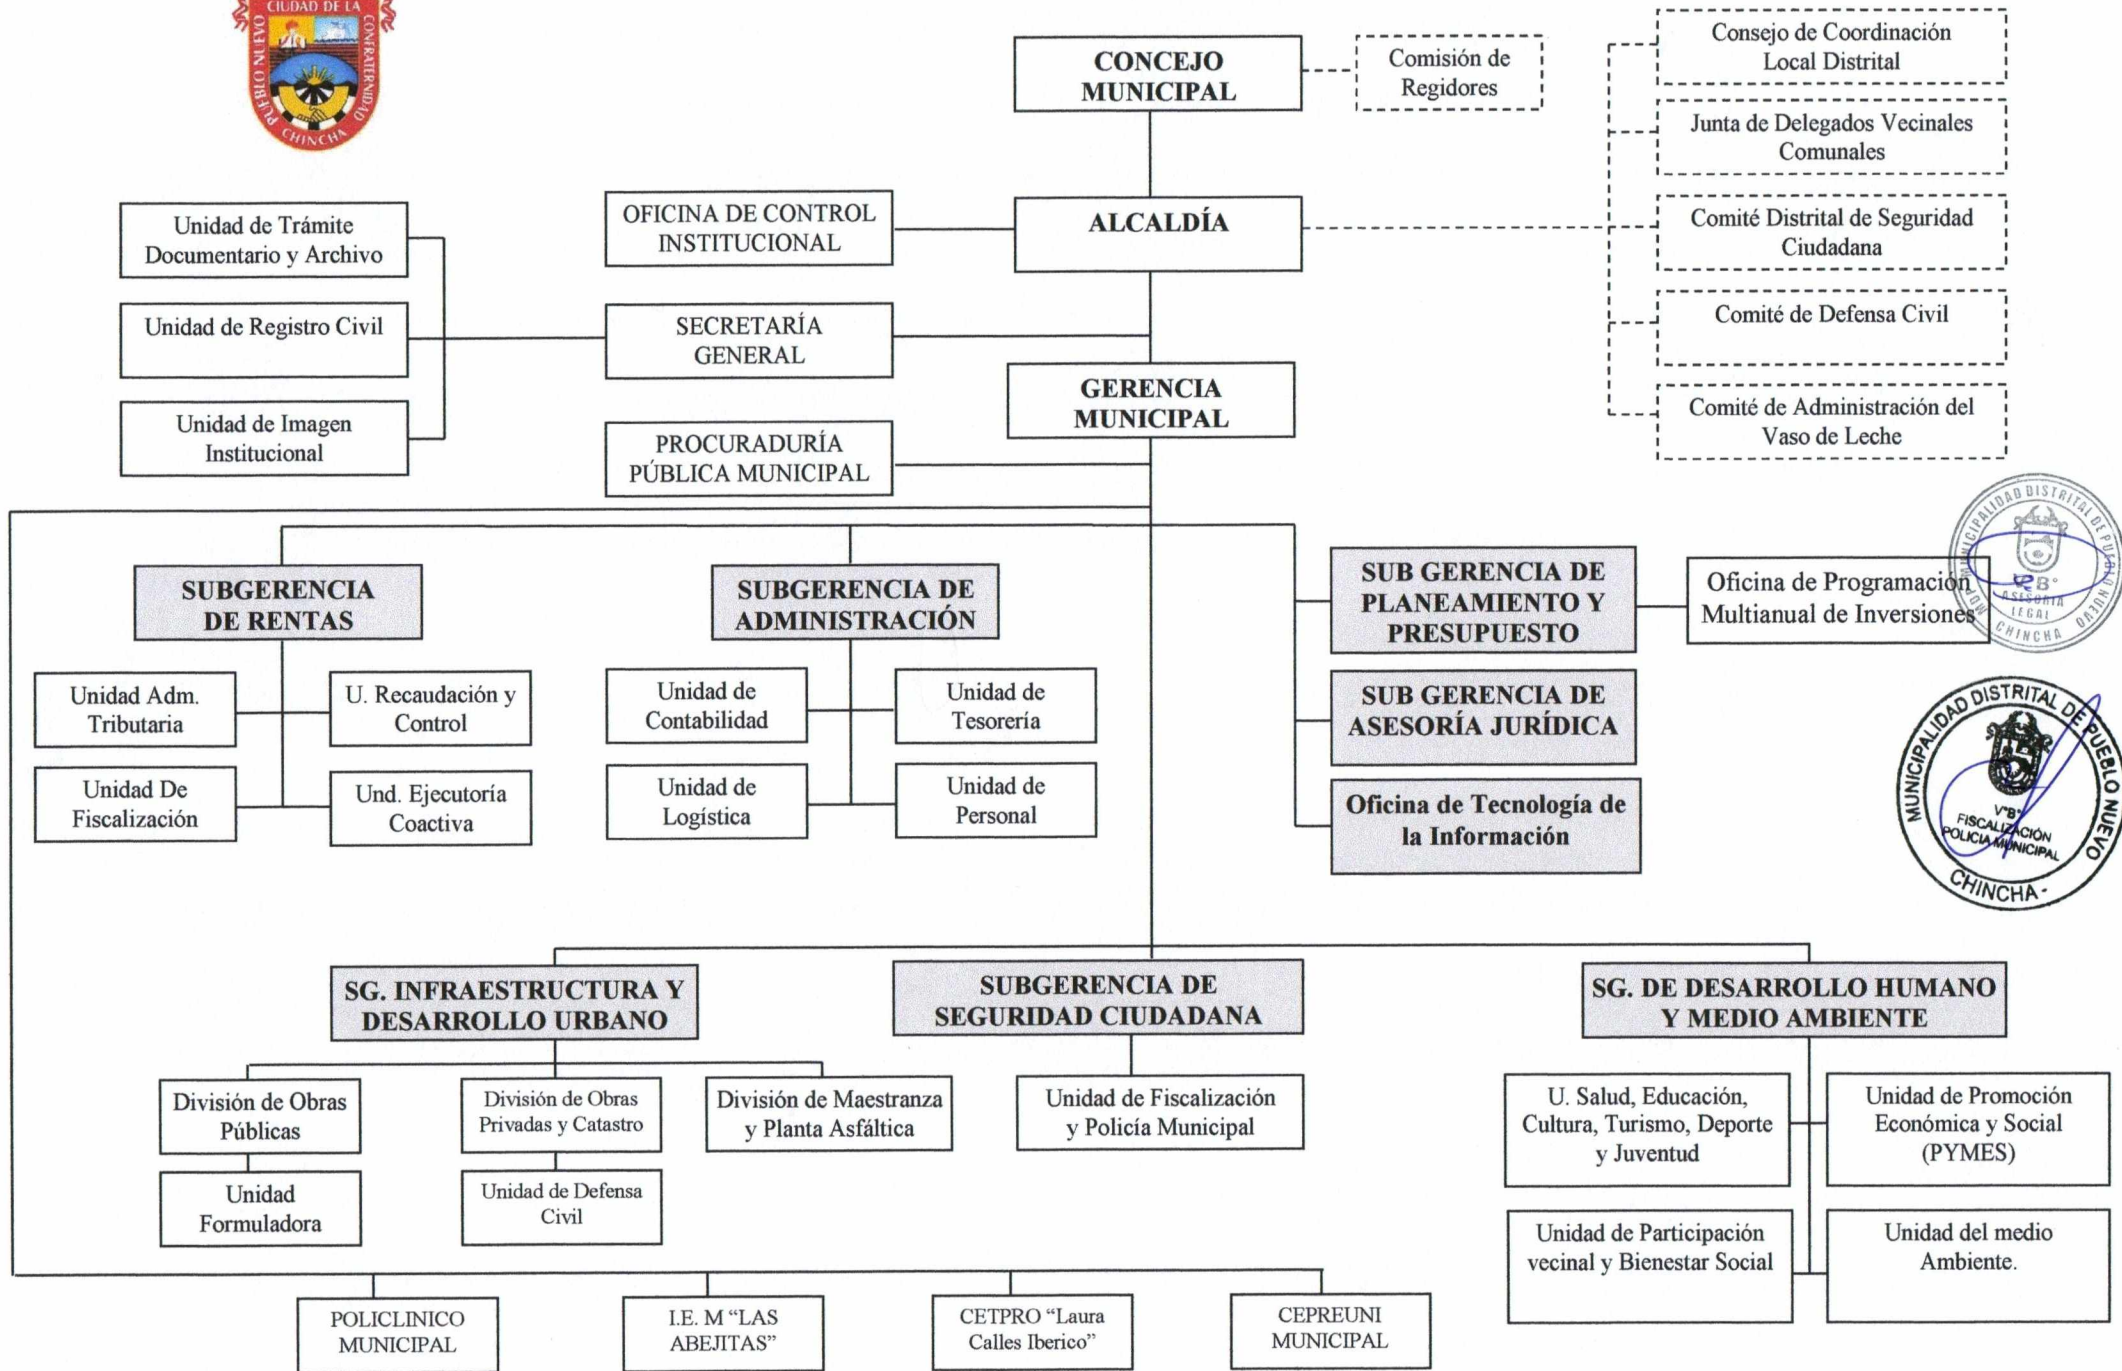 CIUDAD DE LA
CONFRATERNIDAD
PUEBLO NUEVO
CHINCHA
CONCEJO
MUNICIPAL
Comisión de
Regidores
Consejo de Coordinación
Local Distrital
Junta de Delegados Vecinales
Comunales
Comité Distrital de Seguridad
Ciudadana
Comité de Defensa Civil
Comité de Administración del
Vaso de Leche
OFICINA DE CONTROL
INSTITUCIONAL
ALCALDÍA
Unidad de Trámite
Documentario y Archivo
Unidad de Registro Civil
Unidad de Imagen
Institucional
SECRETARÍA
GENERAL
GERENCIA
MUNICIPAL
PROCURADURÍA
PÚBLICA MUNICIPAL
SUBGERENCIA
DE RENTAS
Unidad Adm.
Tributaria
U. Recaudación y
Control
Unidad De
Fiscalización
Und. Ejecutoría
Coactiva
SUBGERENCIA DE
ADMINISTRACIÓN
Unidad de
Contabilidad
Unidad de
Tesorería
Unidad de
Logística
Unidad de
Personal
SUB GERENCIA DE
PLANEAMIENTO Y
PRESUPUESTO
Oficina de Programación
Multianual de Inversiones
SUB GERENCIA DE
ASESORÍA JURÍDICA
Oficina de Tecnología de
la Información
MUNICIPALIDAD DISTRITAL DE PUEBLO NUEVO
V°B°
ASESORIA
LEGAL
CHINCHA
MUNICIPALIDAD DISTRITAL DE PUEBLO NUEVO
V°B°
FISCALIZACIÓN
POLICIA MUNICIPAL
CHINCHA -
SG. INFRAESTRUCTURA Y
DESARROLLO URBANO
División de Obras
Públicas
Unidad
Formuladora
División de Obras
Privadas y Catastro
Unidad de Defensa
Civil
División de Maestranza
y Planta Asfáltica
SUBGERENCIA DE
SEGURIDAD CIUDADANA
Unidad de Fiscalización
y Policía Municipal
SG. DE DESARROLLO HUMANO
Y MEDIO AMBIENTE
U. Salud, Educación,
Cultura, Turismo, Deporte
y Juventud
Unidad de Promoción
Económica y Social
(PYMES)
Unidad de Participación
vecinal y Bienestar Social
Unidad del medio
Ambiente.
POLICLINICO
MUNICIPAL
I.E. M “LAS
ABEJITAS”
CETPRO “Laura
Calles Iberico”
CEPREUNI
MUNICIPAL